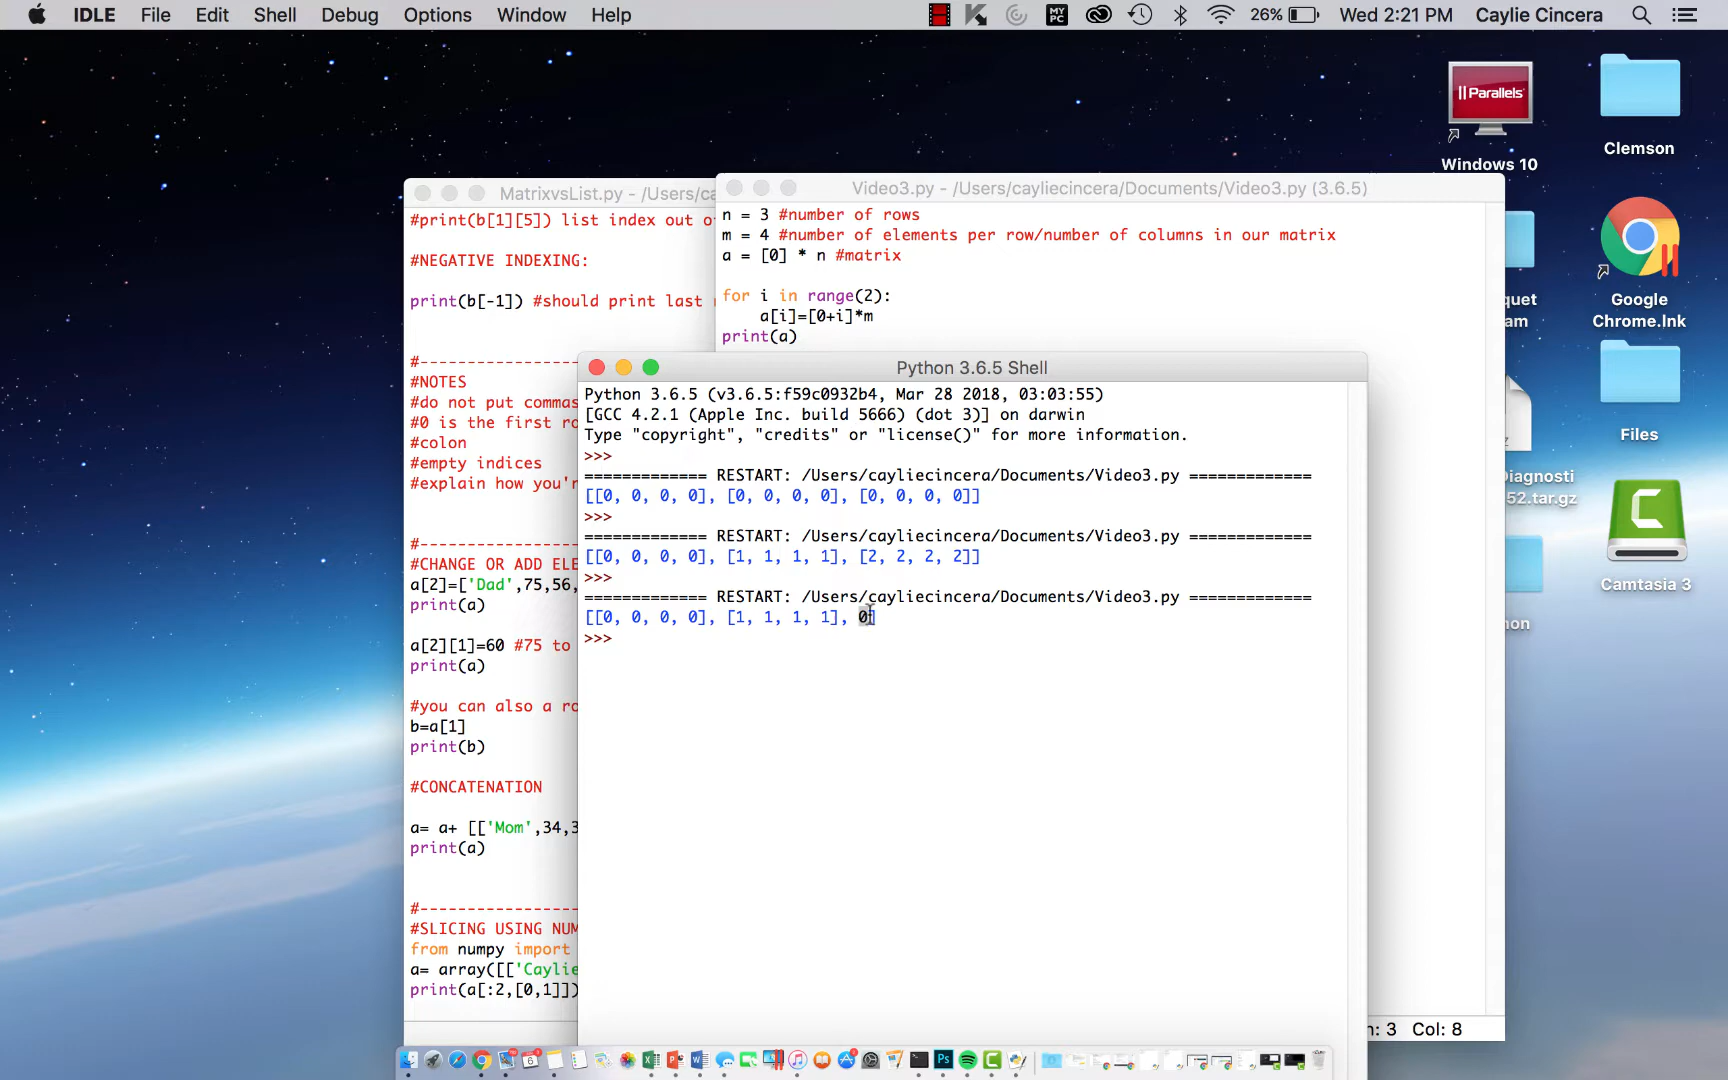 IDLE File Edit Shell Debug Options Window Help MY PC 26% Wed 2:21 PM Caylie Cincera
Parallels
Windows 10
Clemson
Google
Chrome.lnk
Files
Camtasia 3
quet
am
Diagnosti
52.tar.gz
non
MatrixvsList.py - /Users/ca
#print(b[1][5]) list index out o
#NEGATIVE INDEXING:
print(b[-1]) #should print last
#--------------------
#NOTES
#do not put commas
#0 is the first ro
#colon
#empty indices
#explain how you'r
#--------------------
#CHANGE OR ADD ELE
a[2]=['Dad',75,56,
print(a)
a[2][1]=60 #75 to
print(a)
#you can also a ro
b=a[1]
print(b)
#CONCATENATION
a= a+ [['Mom',34,3
print(a)
#--------------------
#SLICING USING NUM
from numpy import
a= array([['Caylie
print(a[:2,[0,1]])
Video3.py - /Users/cayliecincera/Documents/Video3.py (3.6.5)
n = 3 #number of rows
m = 4 #number of elements per row/number of columns in our matrix
a = [0] * n #matrix
for i in range(2):
a[i]=[0+i]*m
print(a)
n: 3 Col: 8
Python 3.6.5 Shell
Python 3.6.5 (v3.6.5:f59c0932b4, Mar 28 2018, 03:03:55)
[GCC 4.2.1 (Apple Inc. build 5666) (dot 3)] on darwin
Type "copyright", "credits" or "license()" for more information.
>>>
============= RESTART: /Users/cayliecincera/Documents/Video3.py =============
[[0, 0, 0, 0], [0, 0, 0, 0], [0, 0, 0, 0]]
>>>
============= RESTART: /Users/cayliecincera/Documents/Video3.py =============
[[0, 0, 0, 0], [1, 1, 1, 1], [2, 2, 2, 2]]
>>>
============= RESTART: /Users/cayliecincera/Documents/Video3.py =============
[[0, 0, 0, 0], [1, 1, 1, 1], 0]
>>>